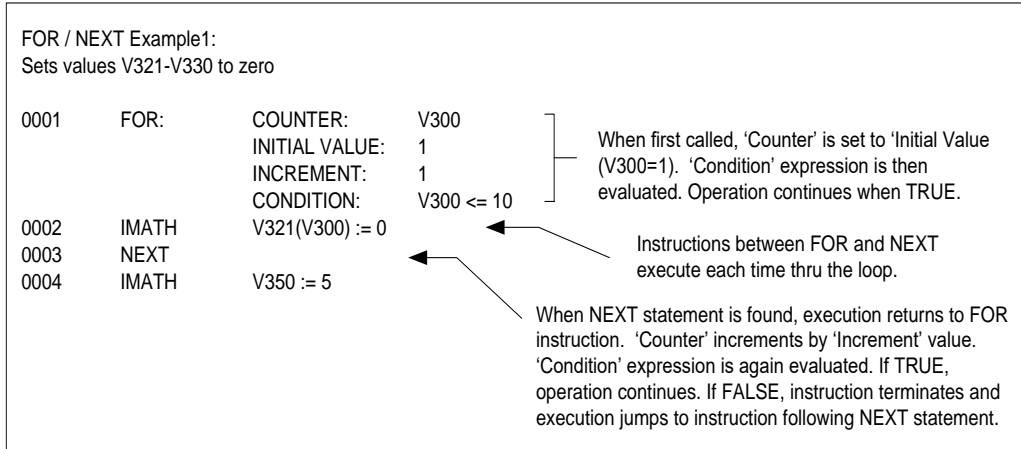 FOR / NEXT Example1:
Sets values V321-V330 to zero
0001 FOR: COUNTER: V300
INITIAL VALUE: 1
INCREMENT: 1
CONDITION: V300 <= 10
0002 IMATH V321(V300) := 0
0003 NEXT
0004 IMATH V350 := 5
When first called, ‘Counter’ is set to ‘Initial Value
(V300=1). ‘Condition’ expression is then
evaluated. Operation continues when TRUE.
Instructions between FOR and NEXT
execute each time thru the loop.
When NEXT statement is found, execution returns to FOR
instruction. ‘Counter’ increments by ‘Increment’ value.
‘Condition’ expression is again evaluated. If TRUE,
operation continues. If FALSE, instruction terminates and
execution jumps to instruction following NEXT statement.